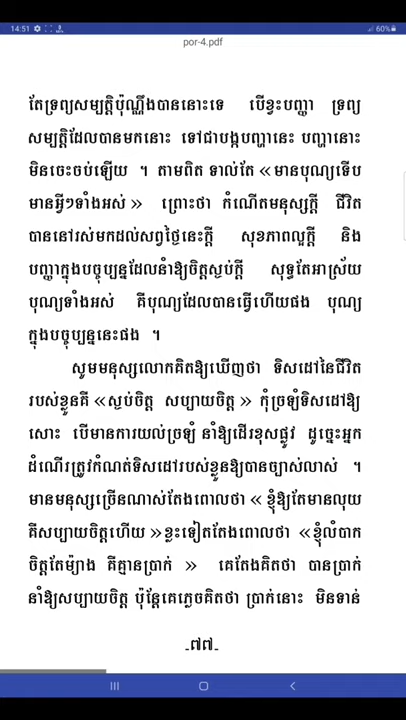 14:51
60%
por-4.pdf
តែទ្រព្យសម្បត្តិប៉ុណ្ណឹងបាននោះទេ បើខ្វះបញ្ញា ទ្រព្យ
សម្បត្តិដែលបានមកនោះ ទៅជាបង្កបញ្ហានេះ បញ្ហានោះ
មិនចេះចប់ឡើយ ។ តាមពិត ទាល់តែ « មានបុណ្យទើប
មានអ្វីៗទាំងអស់ » ព្រោះថា កំណើតមនុស្សក្តី ជីវិត
បាននៅរស់មកដល់សព្វថ្ងៃនេះក្តី សុខភាពល្អក្តី និង
បញ្ញាក្នុងបច្ចុប្បន្នដែលនាំឱ្យចិត្តស្ងប់ក្តី សុទ្ធតែអាស្រ័យ
បុណ្យទាំងអស់ គឺបុណ្យដែលបានធ្វើហើយផង បុណ្យ
ក្នុងបច្ចុប្បន្ននេះផង ។
សូមមនុស្សលោកគិតឱ្យឃើញថា ទិសដៅនៃជីវិត
របស់ខ្លួនគឺ « ស្ងប់ចិត្ត សប្បាយចិត្ត » កុំច្រឡំទិសដៅឱ្យ
សោះ បើមានការយល់ច្រឡំ នាំឱ្យដើរខុសផ្លូវ ដូច្នេះអ្នក
ដំណើរត្រូវកំណត់ទិសដៅរបស់ខ្លួនឱ្យបានច្បាស់លាស់ ។
មានមនុស្សច្រើនណាស់តែងពោលថា « ខ្ញុំឱ្យតែមានលុយ
គឺសប្បាយចិត្តហើយ » ខ្លះទៀតតែងពោលថា « ខ្ញុំលំបាក
ចិត្តតែម៉្យាង គឺគ្មានប្រាក់ » គេតែងគិតថា បានប្រាក់
នាំឱ្យសប្បាយចិត្ត ប៉ុន្តែគេភ្លេចគិតថា ប្រាក់នោះ មិនទាន់
-៧៧-